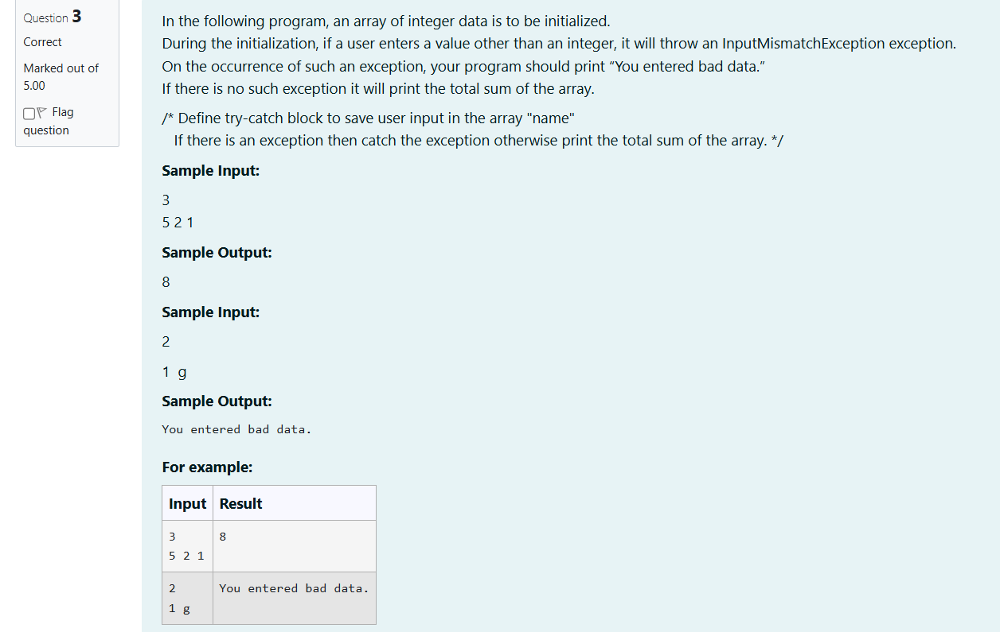 Question 3
Correct
Marked out of
5.00
Flag
question
In the following program, an array of integer data is to be initialized.
During the initialization, if a user enters a value other than an integer, it will throw an InputMismatchException exception.
On the occurrence of such an exception, your program should print “You entered bad data.”
If there is no such exception it will print the total sum of the array.
/* Define try-catch block to save user input in the array "name"
If there is an exception then catch the exception otherwise print the total sum of the array. */
Sample Input:
3
5 2 1
Sample Output:
8
Sample Input:
2
1 g
Sample Output:
You entered bad data.
For example:
Input Result
3 8
5 2 1
2 You entered bad data.
1 g